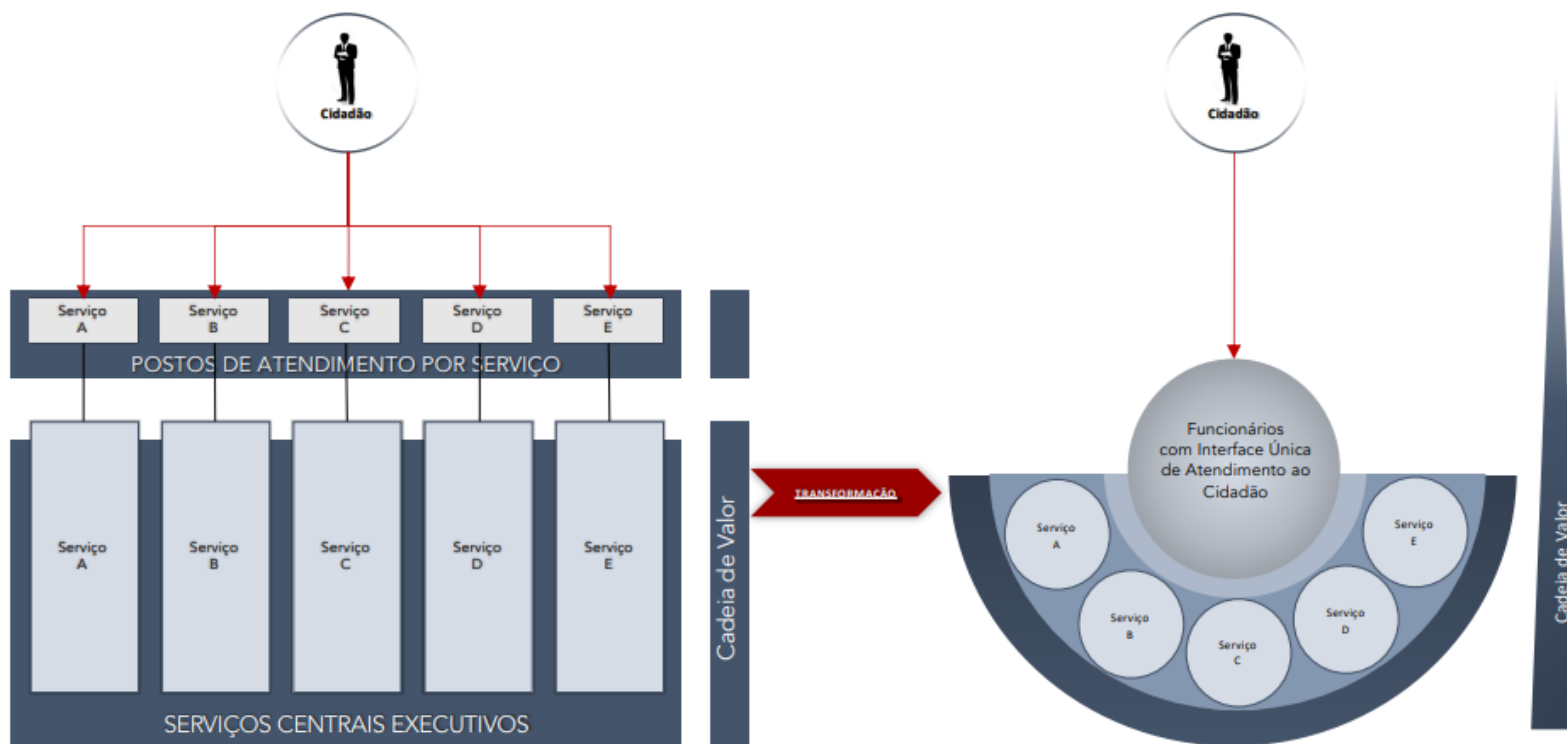 Cidadão
Serviço
A
Serviço
B
Serviço
C
Serviço
D
Serviço
E
POSTOS DE ATENDIMENTO POR SERVIÇO
Serviço
A
Serviço
B
Serviço
C
Serviço
D
Serviço
E
SERVIÇOS CENTRAIS EXECUTIVOS
Cadeia de Valor
TRANSFORMAÇÃO
Cidadão
Funcionários
com Interface Única
de Atendimento ao
Cidadão
Serviço
A
Serviço
B
Serviço
C
Serviço
D
Serviço
E
Cadeia de Valor